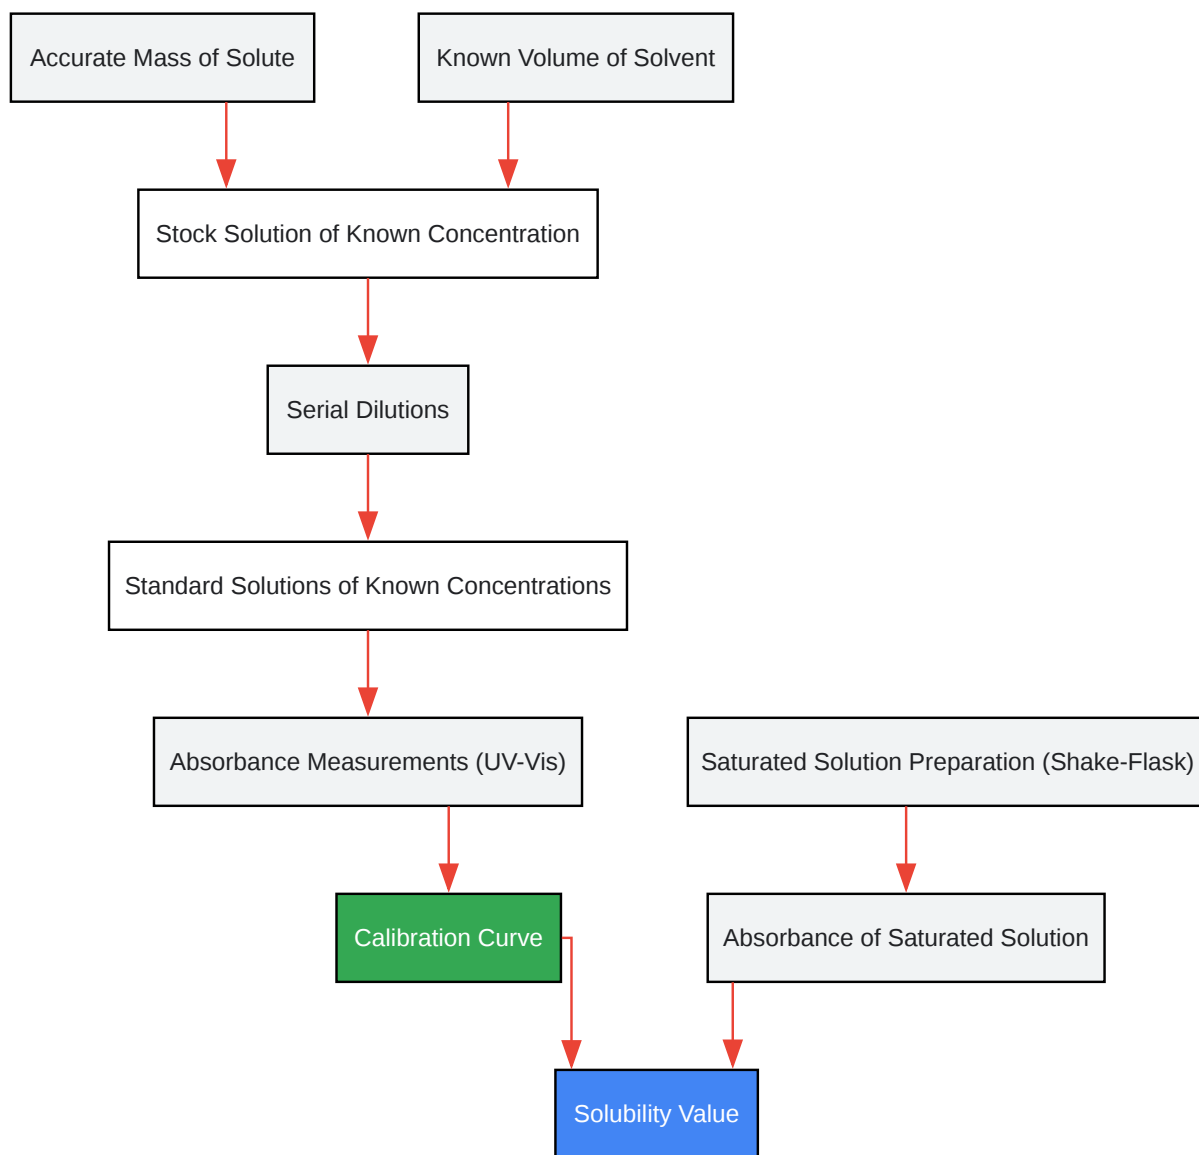 Accurate Mass of Solute
Known Volume of Solvent
Stock Solution of Known Concentration
Serial Dilutions
Standard Solutions of Known Concentrations
Absorbance Measurements (UV-Vis)
Saturated Solution Preparation (Shake-Flask)
Calibration Curve
Absorbance of Saturated Solution
Solubility Value